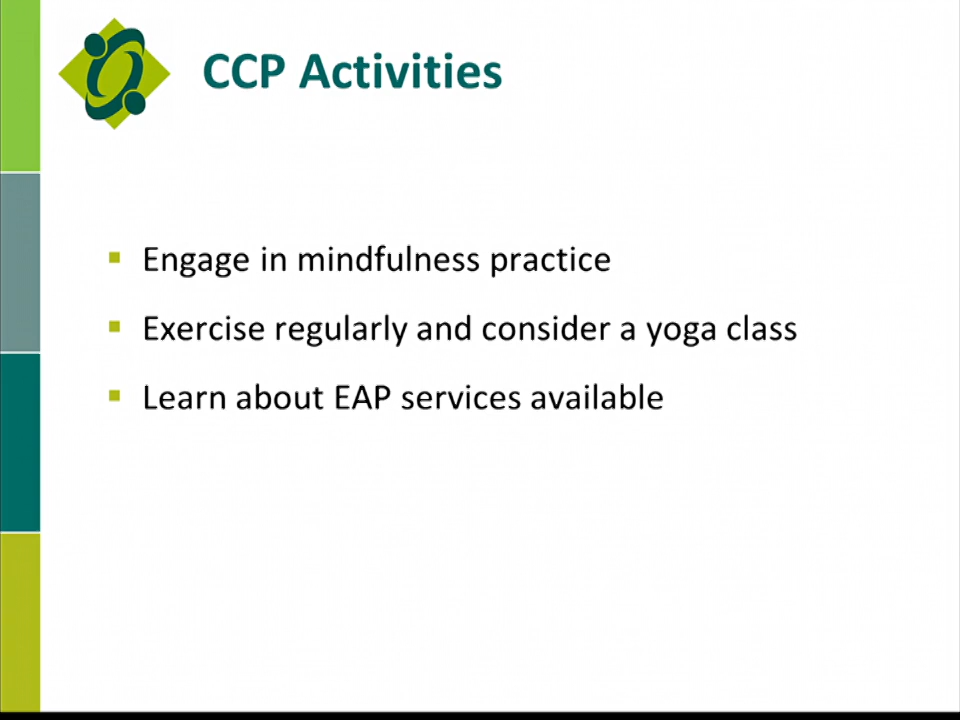 CCP Activities
Engage in mindfulness practice
Exercise regularly and consider a yoga class
Learn about EAP services available